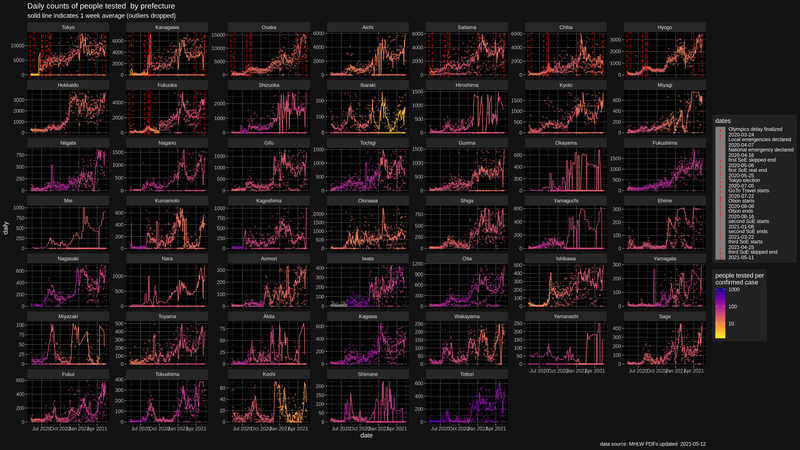 Daily counts of people tested by prefecture
solid line indicates 1 week average (outliers dropped)
Tokyo
Kanagawa
Osaka
Aichi
Saitama
Chiba
Hyogo
Hokkaido
Fukuoka
Shizuoka
Ibaraki
Hiroshima
Kyoto
Miyagi
Niigata
Nagano
Gifu
Tochigi
Gunma
Okayama
Fukushima
Mie
Kumamoto
Kagoshima
Okinawa
Shiga
Yamaguchi
Ehime
Nagasaki
Nara
Aomori
Iwate
Oita
Ishikawa
Yamagata
Miyazaki
Toyama
Akita
Kagawa
Wakayama
Yamanashi
Saga
Fukui
Tokushima
Kochi
Shimane
Tottori
daily
date
Jul 2020 Oct 2020 Jan 2021 Apr 2021
dates
Olympics delay finalized
2020-03-24
Local emergencies declared
2020-04-07
National emergency declared
2020-04-16
first SoE skipped end
2020-05-06
first SoE real end
2020-05-25
Tokyo election
2020-07-05
GoTo Travel starts
2020-07-22
Obon starts
2020-08-08
Obon ends
2020-08-16
second SoE starts
2021-01-08
second SoE ends
2021-03-22
third SoE starts
2021-04-25
third SoE skipped end
2021-05-11
people tested per
confirmed case
1000
100
10
data source: MHLW PDFs updated 2021-05-12